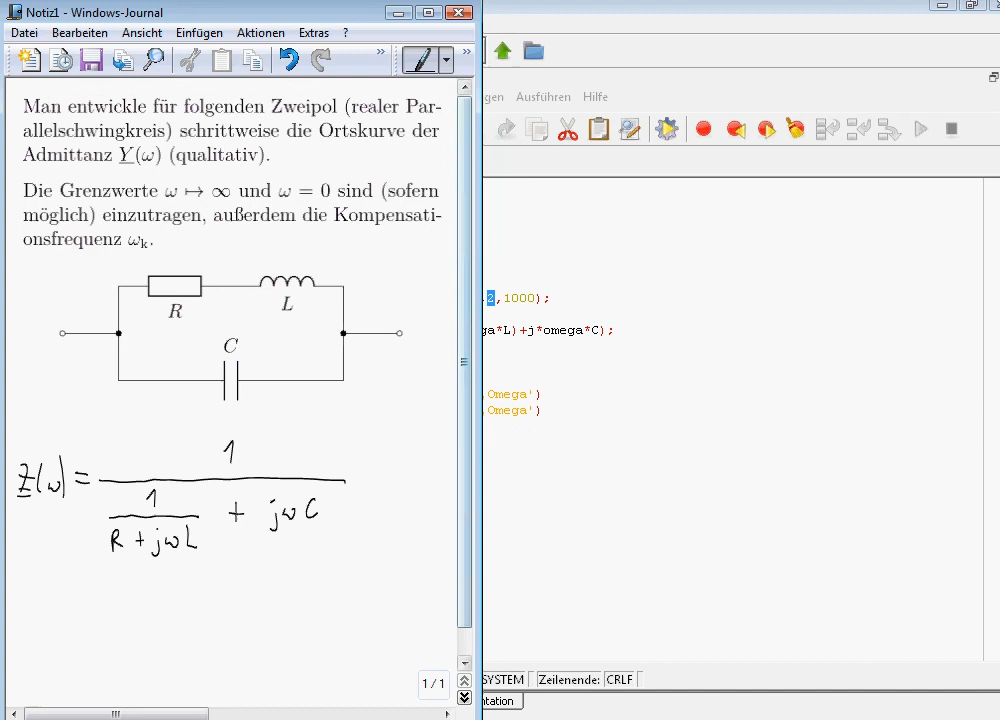 Notiz1 - Windows-Journal
Datei Bearbeiten Ansicht Einfügen Aktionen Extras ?
» »
Man entwickle für folgenden Zweipol (realer Par-
allelschwingkreis) schrittweise die Ortskurve der
Admittanz Y(ω) (qualitativ).
Die Grenzwerte ω ↦ ∞ und ω = 0 sind (sofern
möglich) einzutragen, außerdem die Kompensati-
onsfrequenz ωk.
R
L
C
Z(ω) =
1
1
R + jωL
+ jωC
1 / 1
gen Ausführen Hilfe
2,1000);
ga*L)+j*omega*C);
,Omega')
,Omega')
SYSTEM Zeilenende: CRLF
ntation